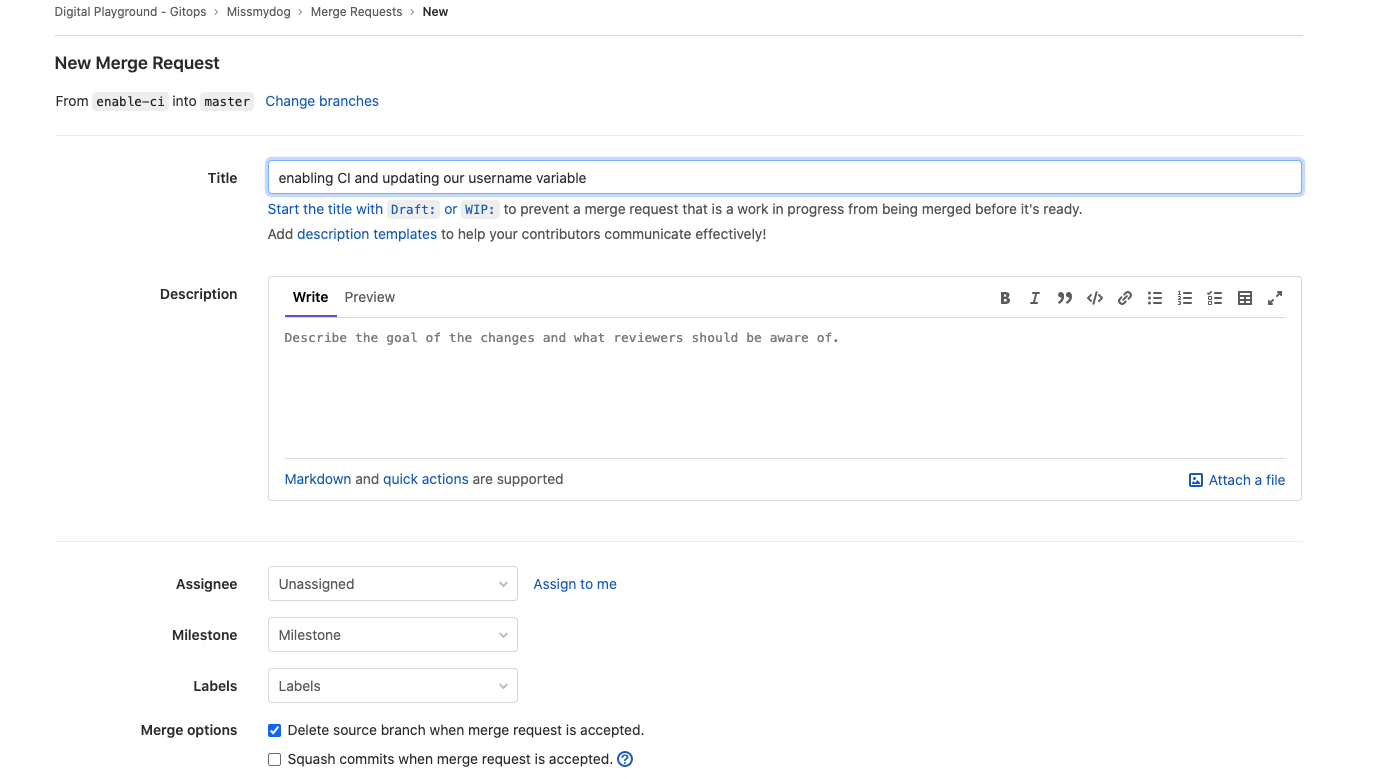 Digital Playground - Gitops › Missmydog › Merge Requests › New
New Merge Request
From enable-ci into master Change branches
Title
enabling CI and updating our username variable
Start the title with Draft: or WIP: to prevent a merge request that is a work in progress from being merged before it's ready.
Add description templates to help your contributors communicate effectively!
Description
Write Preview
Describe the goal of the changes and what reviewers should be aware of.
Markdown and quick actions are supported
Attach a file
Assignee Unassigned Assign to me
Milestone Milestone
Labels Labels
Merge options Delete source branch when merge request is accepted.
Squash commits when merge request is accepted.